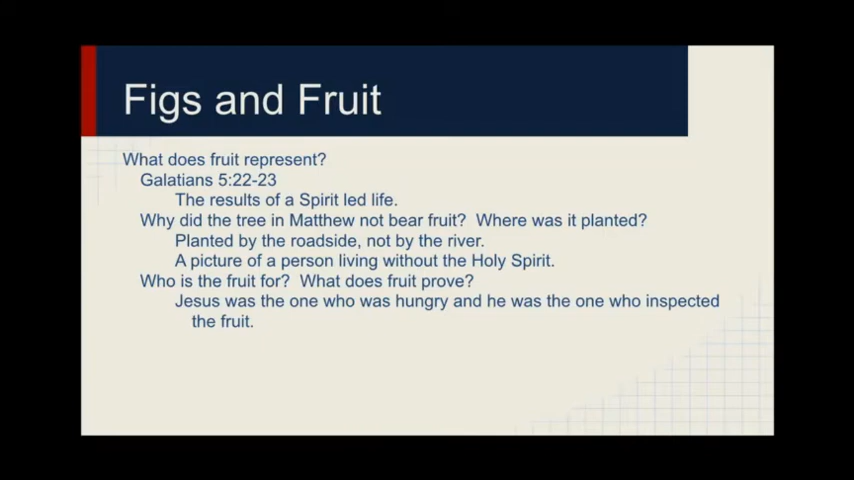 Figs and Fruit
What does fruit represent?
Galatians 5:22-23
The results of a Spirit led life.
Why did the tree in Matthew not bear fruit?  Where was it planted?
Planted by the roadside, not by the river.
A picture of a person living without the Holy Spirit.
Who is the fruit for?  What does fruit prove?
Jesus was the one who was hungry and he was the one who inspected
the fruit.